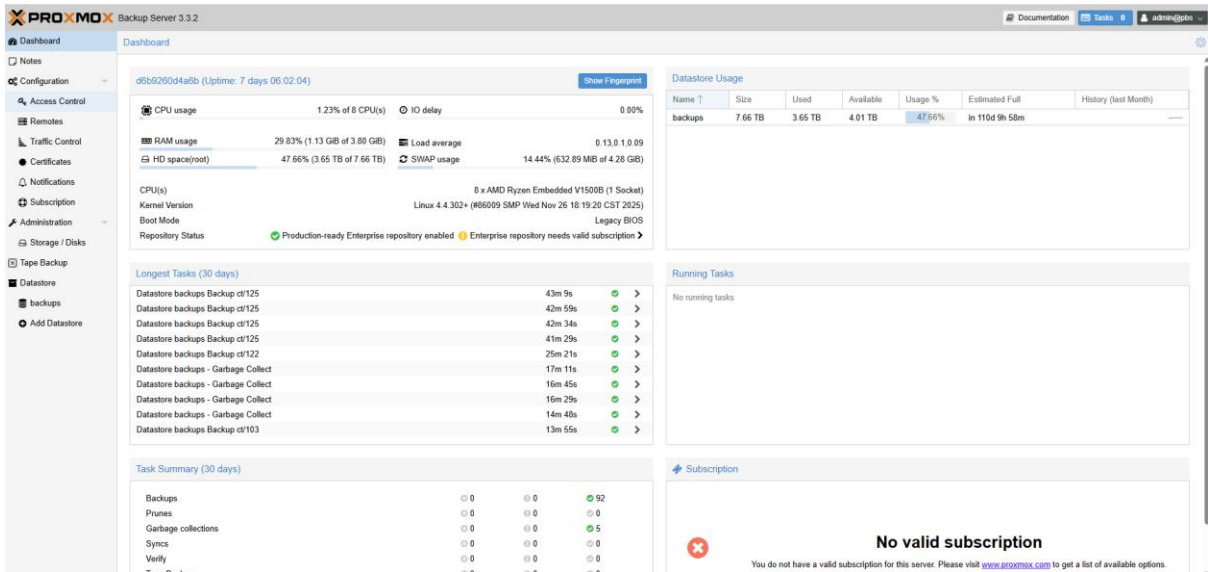 PROXMOX Backup Server 3.3.2
Documentation
Tasks 0
admin@pbs
Dashboard
Notes
Configuration
Access Control
Remotes
Traffic Control
Certificates
Notifications
Subscription
Administration
Storage / Disks
Tape Backup
Datastore
backups
Add Datastore
Dashboard
d6b9260d4a6b (Uptime: 7 days 06:02:04)
Show Fingerprint
CPU usage 1.23% of 8 CPU(s)
IO delay 0.00%
RAM usage 29.83% (1.13 GiB of 3.80 GiB)
Load average 0.13,0.1,0.09
HD space(root) 47.66% (3.65 TB of 7.66 TB)
SWAP usage 14.44% (632.89 MiB of 4.28 GiB)
CPU(s) 8 x AMD Ryzen Embedded V1500B (1 Socket)
Kernel Version Linux 4.4.302+ (#86009 SMP Wed Nov 26 18:19:20 CST 2025)
Boot Mode Legacy BIOS
Repository Status Production-ready Enterprise repository enabled Enterprise repository needs valid subscription
Datastore Usage
Name Size Used Available Usage % Estimated Full History (last Month)
backups 7.66 TB 3.65 TB 4.01 TB 47.66% in 110d 9h 58m
Longest Tasks (30 days)
Datastore backups Backup ct/125 43m 9s
Datastore backups Backup ct/125 42m 59s
Datastore backups Backup ct/125 42m 34s
Datastore backups Backup ct/125 41m 29s
Datastore backups Backup ct/122 25m 21s
Datastore backups - Garbage Collect 17m 11s
Datastore backups - Garbage Collect 16m 45s
Datastore backups - Garbage Collect 16m 29s
Datastore backups - Garbage Collect 14m 48s
Datastore backups Backup ct/103 13m 55s
Running Tasks
No running tasks
Task Summary (30 days)
Backups 0 0 92
Prunes 0 0 0
Garbage collections 0 0 5
Syncs 0 0 0
Verify 0 0 0
Subscription
No valid subscription
You do not have a valid subscription for this server. Please visit www.proxmox.com to get a list of available options.